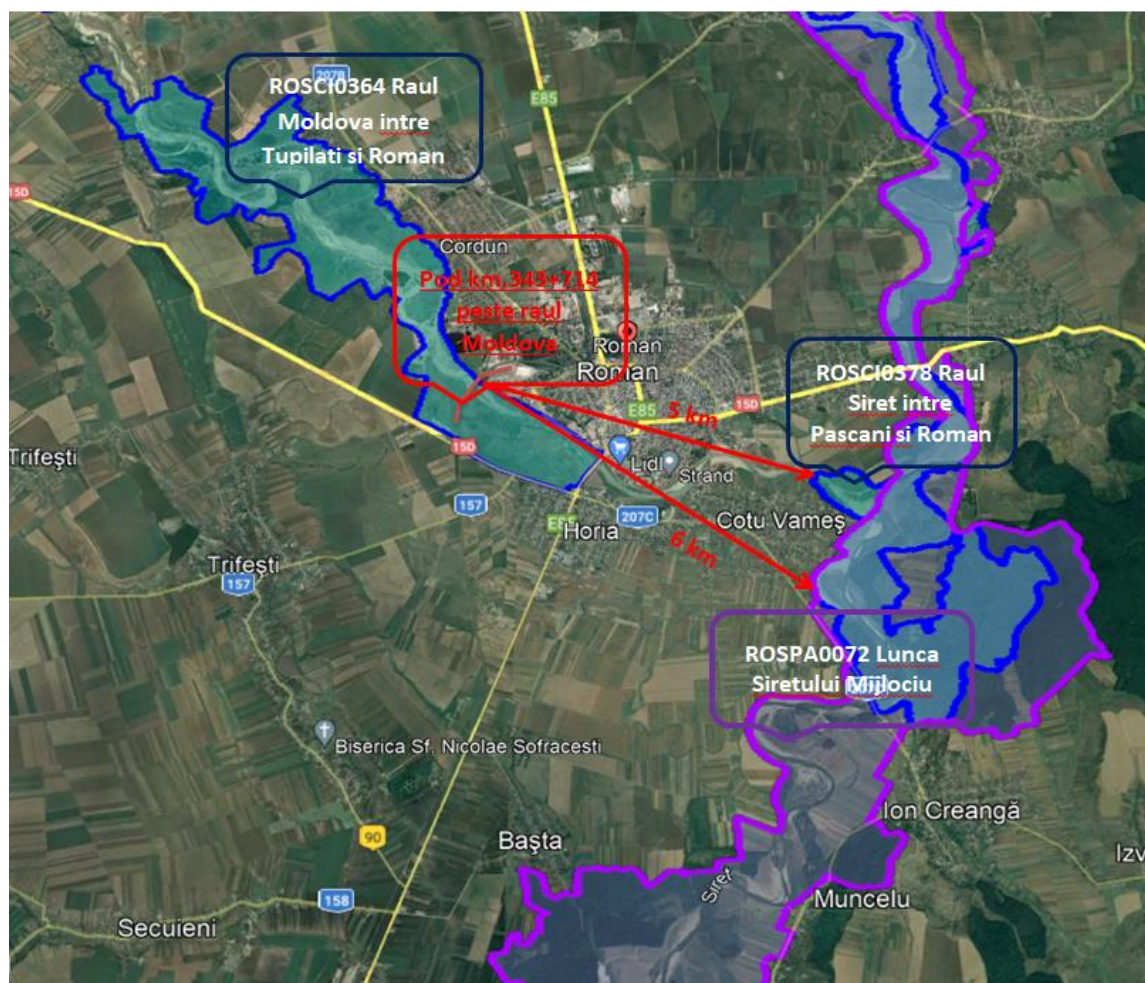 207B
ROSCI0364 Raul
Moldova intre
Tupilati si Roman
E85
15D
Cordun
Pod km.343+714
peste raul
Moldova
Roman
Roman
ROSCI0378 Raul
Siret intre
Pascani si Roman
E85
15D
5 km
15D
Lidl
Strand
Trifeşti
157
207C
Cotu Vameş
Horia
6 km
Trifeşti
157
157
ROSPA0072 Lunca
Siretului Mijlociu
Biserica Sf. Nicolae Sofracesti
Ion Creangă
90
Başta
Izv
Siret
158
Muncelu
Secuieni